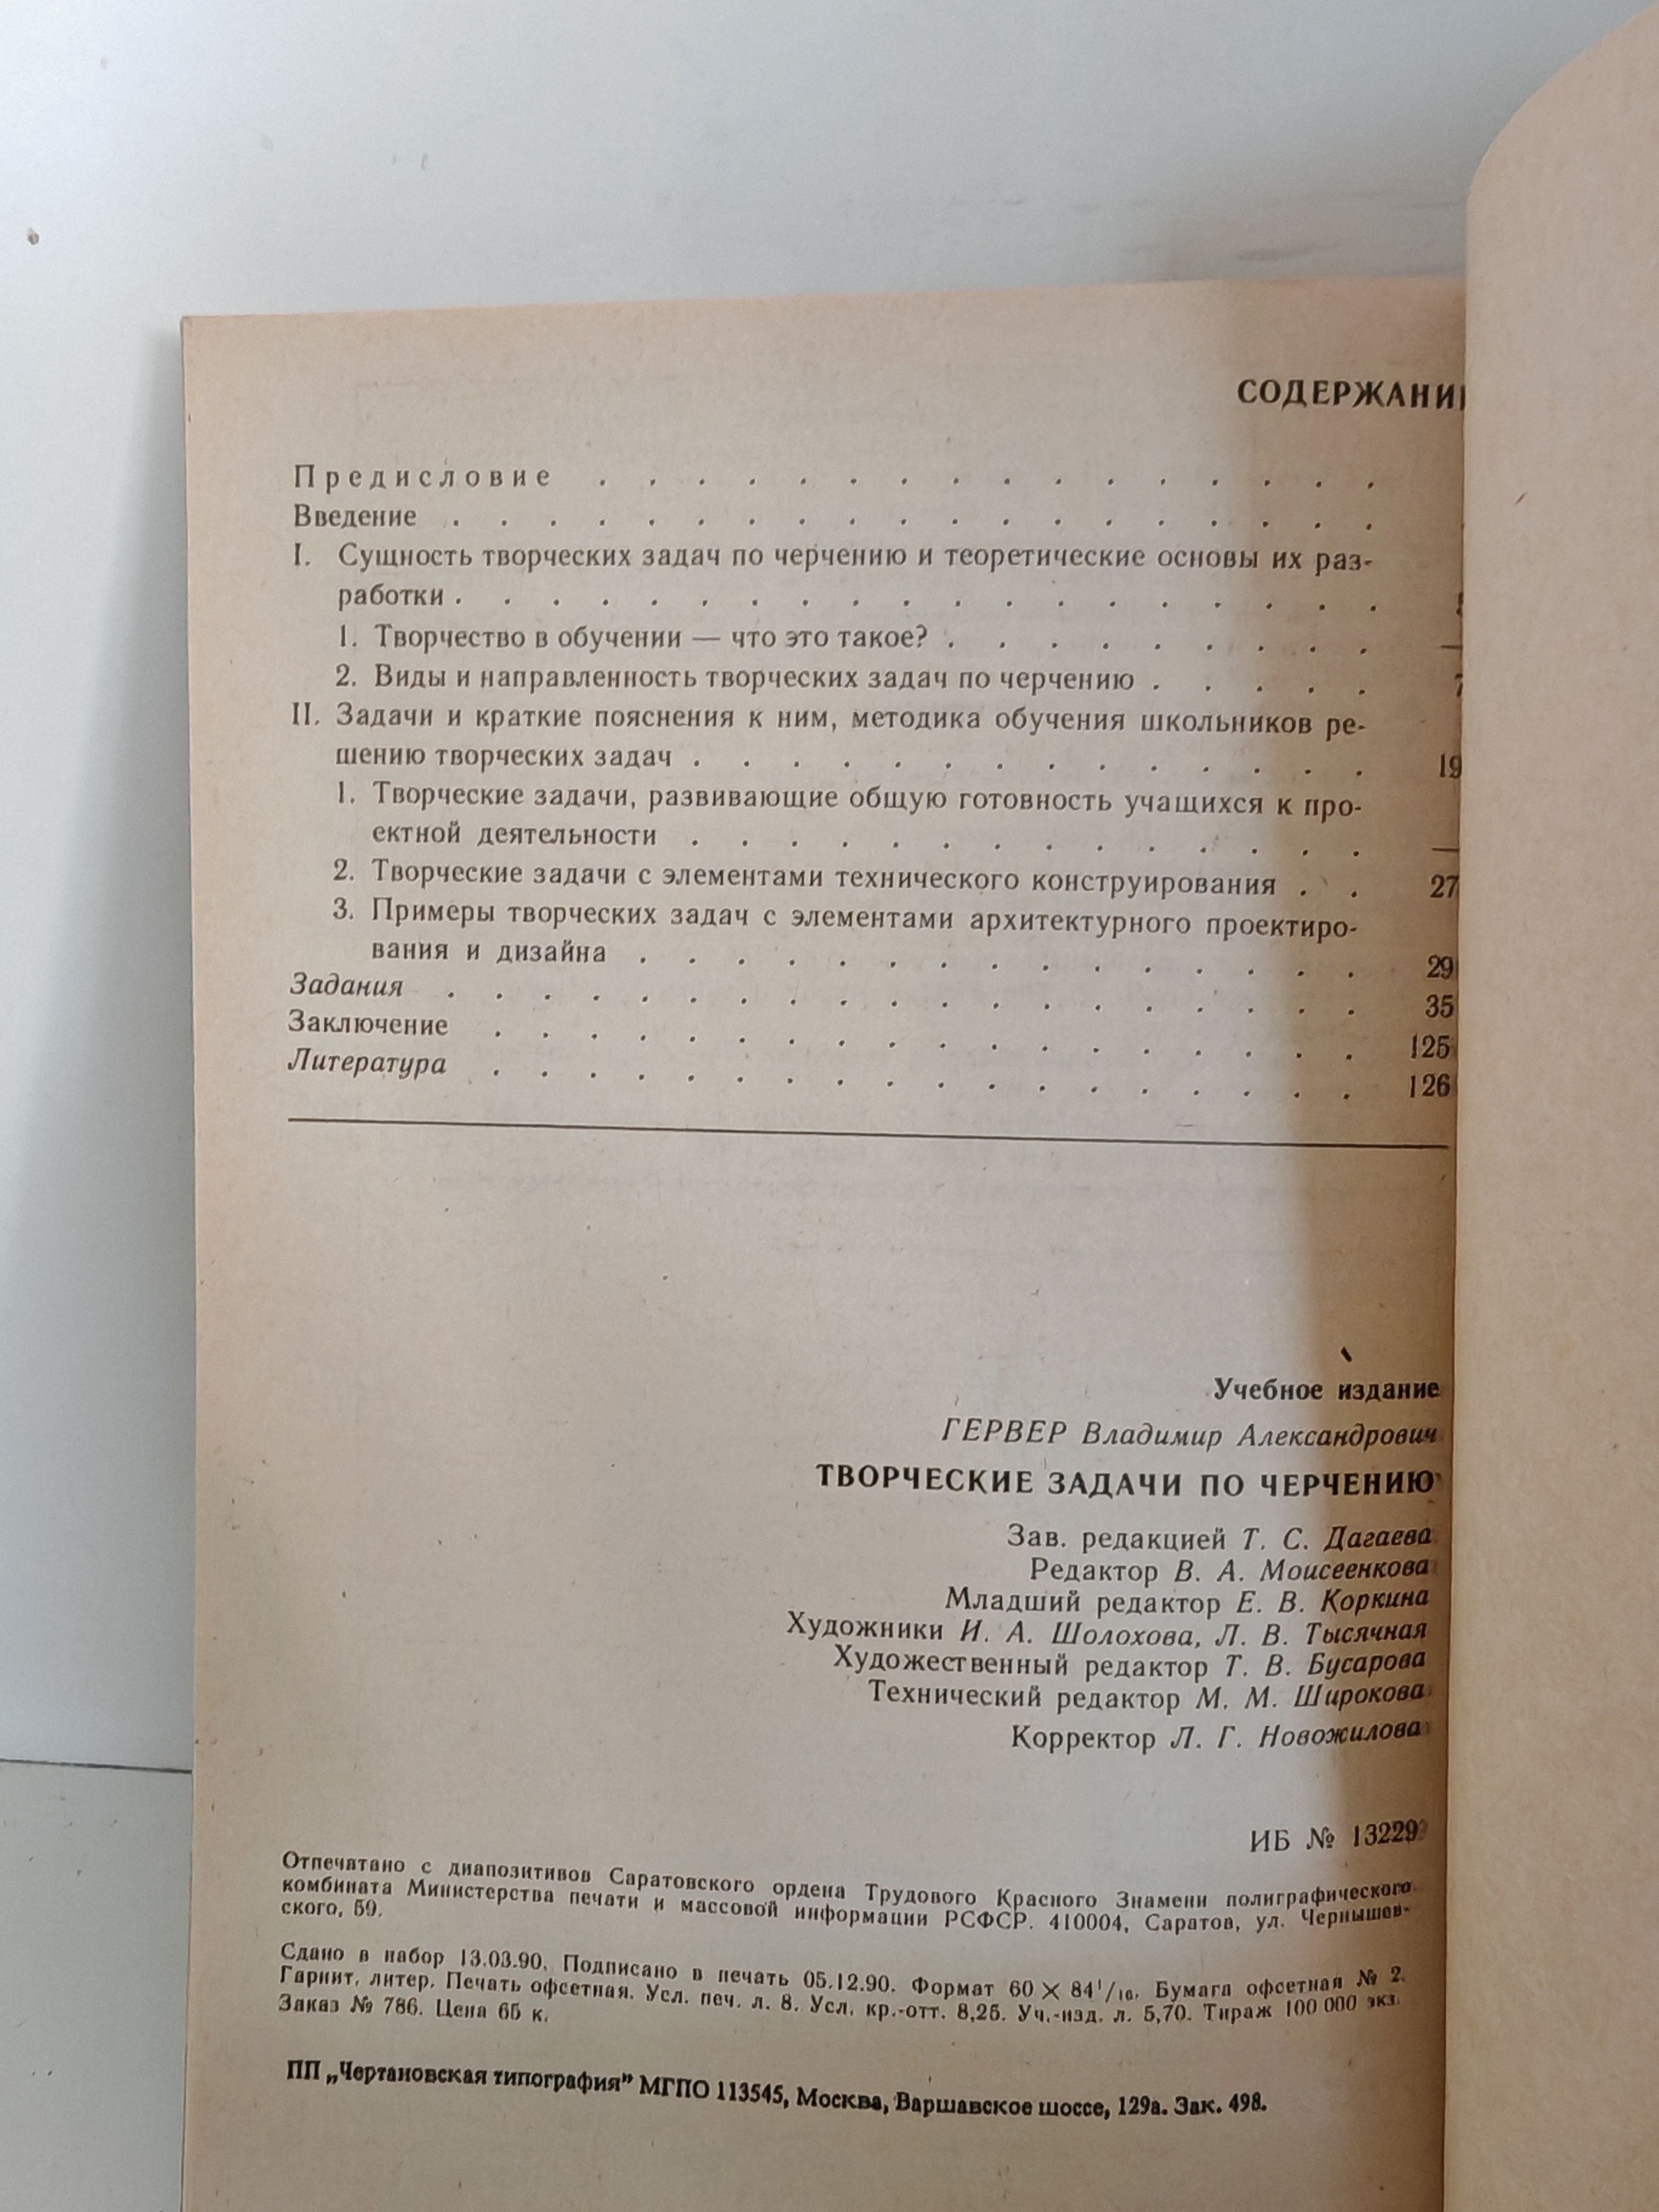 СОДЕРЖАНИ
Предисловие . . . . . . . . . . . . . . . .
Введение . . . . . . . . . . . . . . . . . . .
I. Сущность творческих задач по черчению и теоретические основы их раз-
работки . . . . . . . . . . . . . . . . . . .
1. Творчество в обучении — что это такое? . . . . . . . . . —
2. Виды и направленность творческих задач по черчению . . . . . 7
II. Задачи и краткие пояснения к ним, методика обучения школьников ре-
шению творческих задач . . . . . . . . . . . . . . 19
1. Творческие задачи, развивающие общую готовность учащихся к про-
ектной деятельности . . . . . . . . . . . . . . —
2. Творческие задачи с элементами технического конструирования . . 27
3. Примеры творческих задач с элементами архитектурного проектиро-
вания и дизайна . . . . . . . . . . . . . . . 29
Задания . . . . . . . . . . . . . . . . . . . 35
Заключение . . . . . . . . . . . . . . . . . . 125
Литература . . . . . . . . . . . . . . . . . . 126
Учебное издание
ГЕРВЕР Владимир Александрович
ТВОРЧЕСКИЕ ЗАДАЧИ ПО ЧЕРЧЕНИЮ
Зав. редакцией Т. С. Дагаева
Редактор В. А. Моисеенкова
Младший редактор Е. В. Коркина
Художники И. А. Шолохова, Л. В. Тысячная
Художественный редактор Т. В. Бусарова
Технический редактор М. М. Широкова
Корректор Л. Г. Новожилова
ИБ № 13229
Отпечатано с диапозитивов Саратовского ордена Трудового Красного Знамени полиграфического
комбината Министерства печати и массовой информации РСФСР. 410004, Саратов, ул. Чернышев-
ского, 59.
Сдано в набор 13.03.90. Подписано в печать 05.12.90. Формат 60 × 84¹/₁₆. Бумага офсетная № 2.
Гарнит. литер. Печать офсетная. Усл. печ. л. 8. Усл. кр.-отт. 8,25. Уч.-изд. л. 5,70. Тираж 100 000 экз.
Заказ № 786. Цена 65 к.
ПП „Чертановская типография” МГПО 113545, Москва, Варшавское шоссе, 129а. Зак. 498.